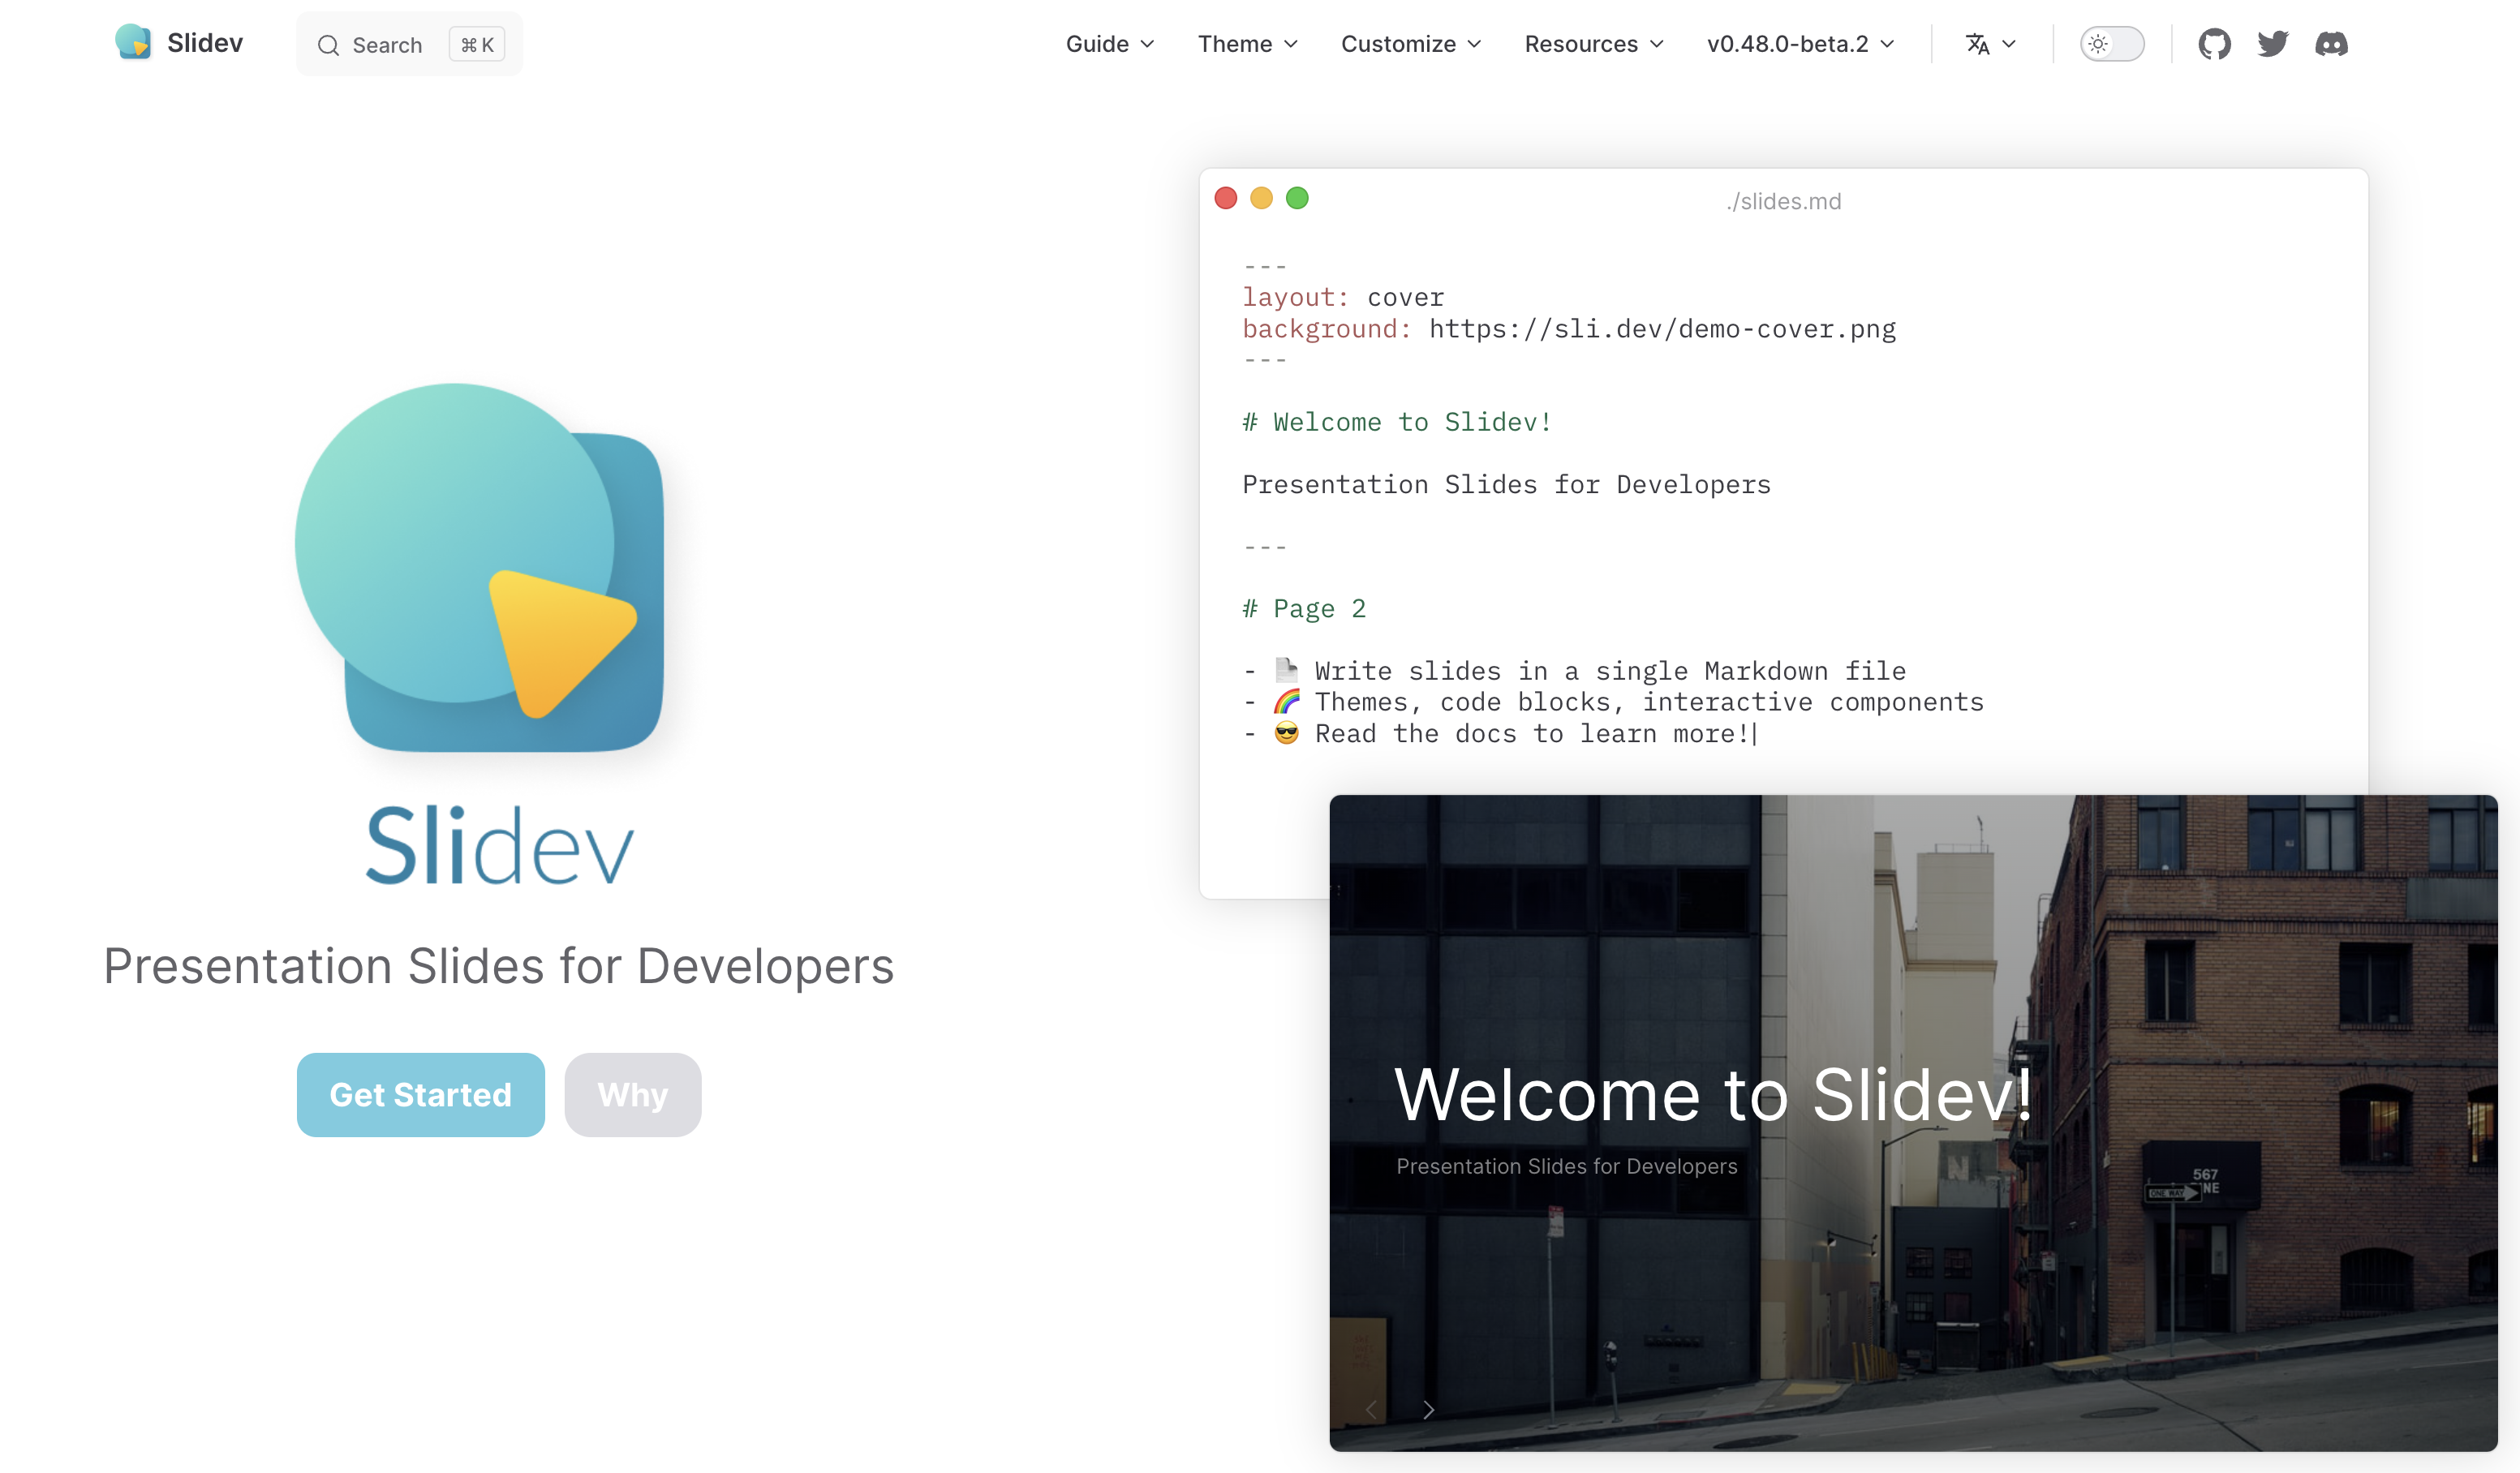 Slidev
Search
⌘ K
Guide
Theme
Customize
Resources
v0.48.0-beta.2
./slides.md
---
layout: cover
background: https://sli.dev/demo-cover.png
---
# Welcome to Slidev!
Presentation Slides for Developers
---
# Page 2
- 📄 Write slides in a single Markdown file
- 🌈 Themes, code blocks, interactive components
- 😎 Read the docs to learn more!|
Slidev
Presentation Slides for Developers
Get Started
Why
Welcome to Slidev!
Presentation Slides for Developers
567
ONE WAY